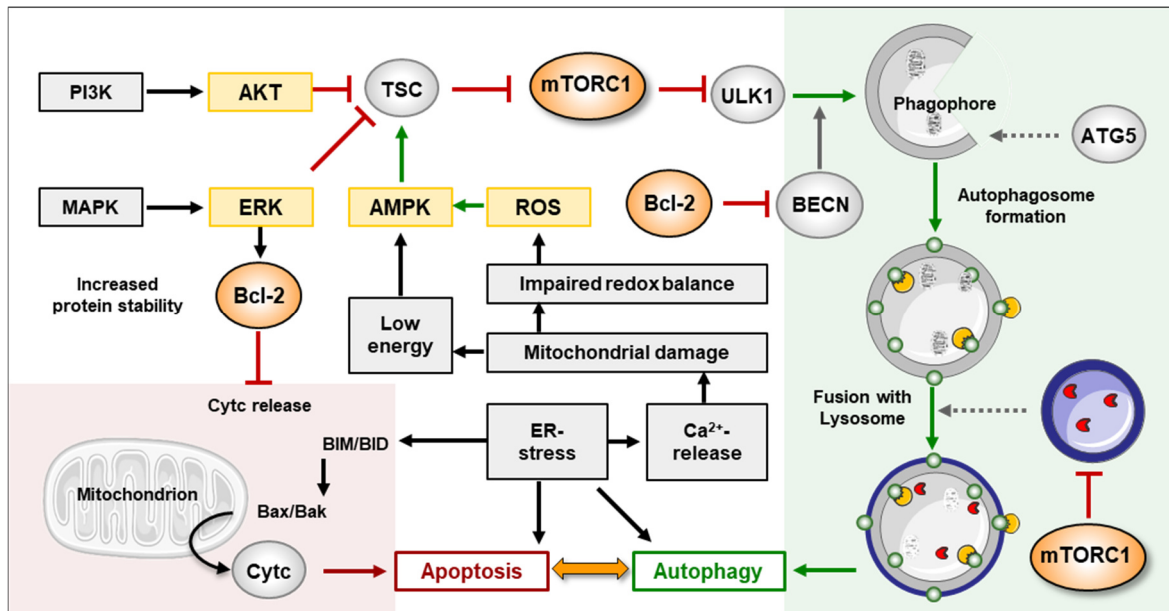 PI3K
AKT
TSC
mTORC1
ULK1
Phagophore
ATG5
MAPK
ERK
AMPK
ROS
Bcl-2
BECN
Autophagosome
formation
Increased
protein stability
Bcl-2
Impaired redox balance
Low
energy
Mitochondrial damage
Fusion with
Lysosome
Cytc release
BIM/BID
ER-
stress
Ca²⁺-
release
Mitochondrion
Bax/Bak
Cytc
Apoptosis
Autophagy
mTORC1